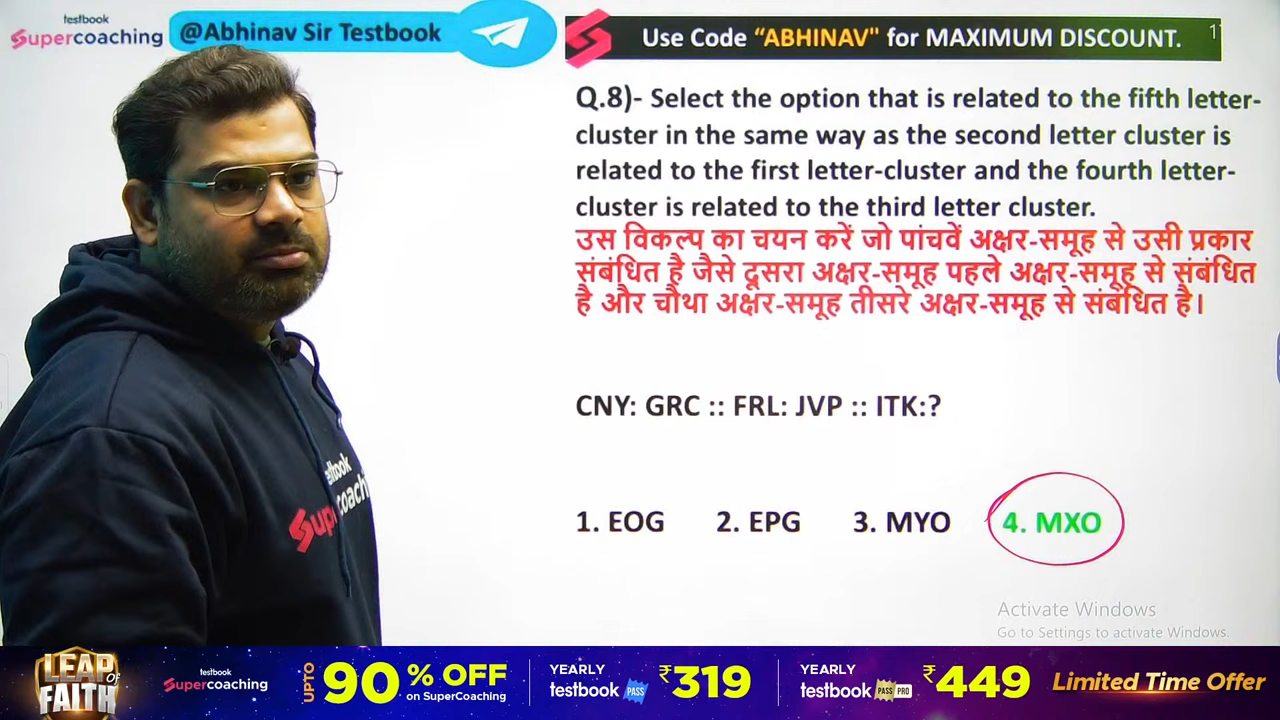 testbook
Supercoaching
@Abhinav Sir Testbook
Use Code “ABHINAV" for MAXIMUM DISCOUNT.
Q.8)- Select the option that is related to the fifth letter-
cluster in the same way as the second letter cluster is
related to the first letter-cluster and the fourth letter-
cluster is related to the third letter cluster.
उस विकल्प का चयन करें जो पांचवें अक्षर-समूह से उसी प्रकार
संबंधित है जैसे दूसरा अक्षर-समूह पहले अक्षर-समूह से संबंधित
है और चौथा अक्षर-समूह तीसरे अक्षर-समूह से संबंधित है।
CNY: GRC :: FRL: JVP :: ITK:?
1. EOG 2. EPG 3. MYO 4. MXO
Activate Windows
Go to Settings to activate Windows.
LEAP OF FAITH
testbook
Supercoaching
UPTO 90% OFF on SuperCoaching
YEARLY testbook PASS ₹319
YEARLY testbook PASS PRO ₹449
Limited Time Offer